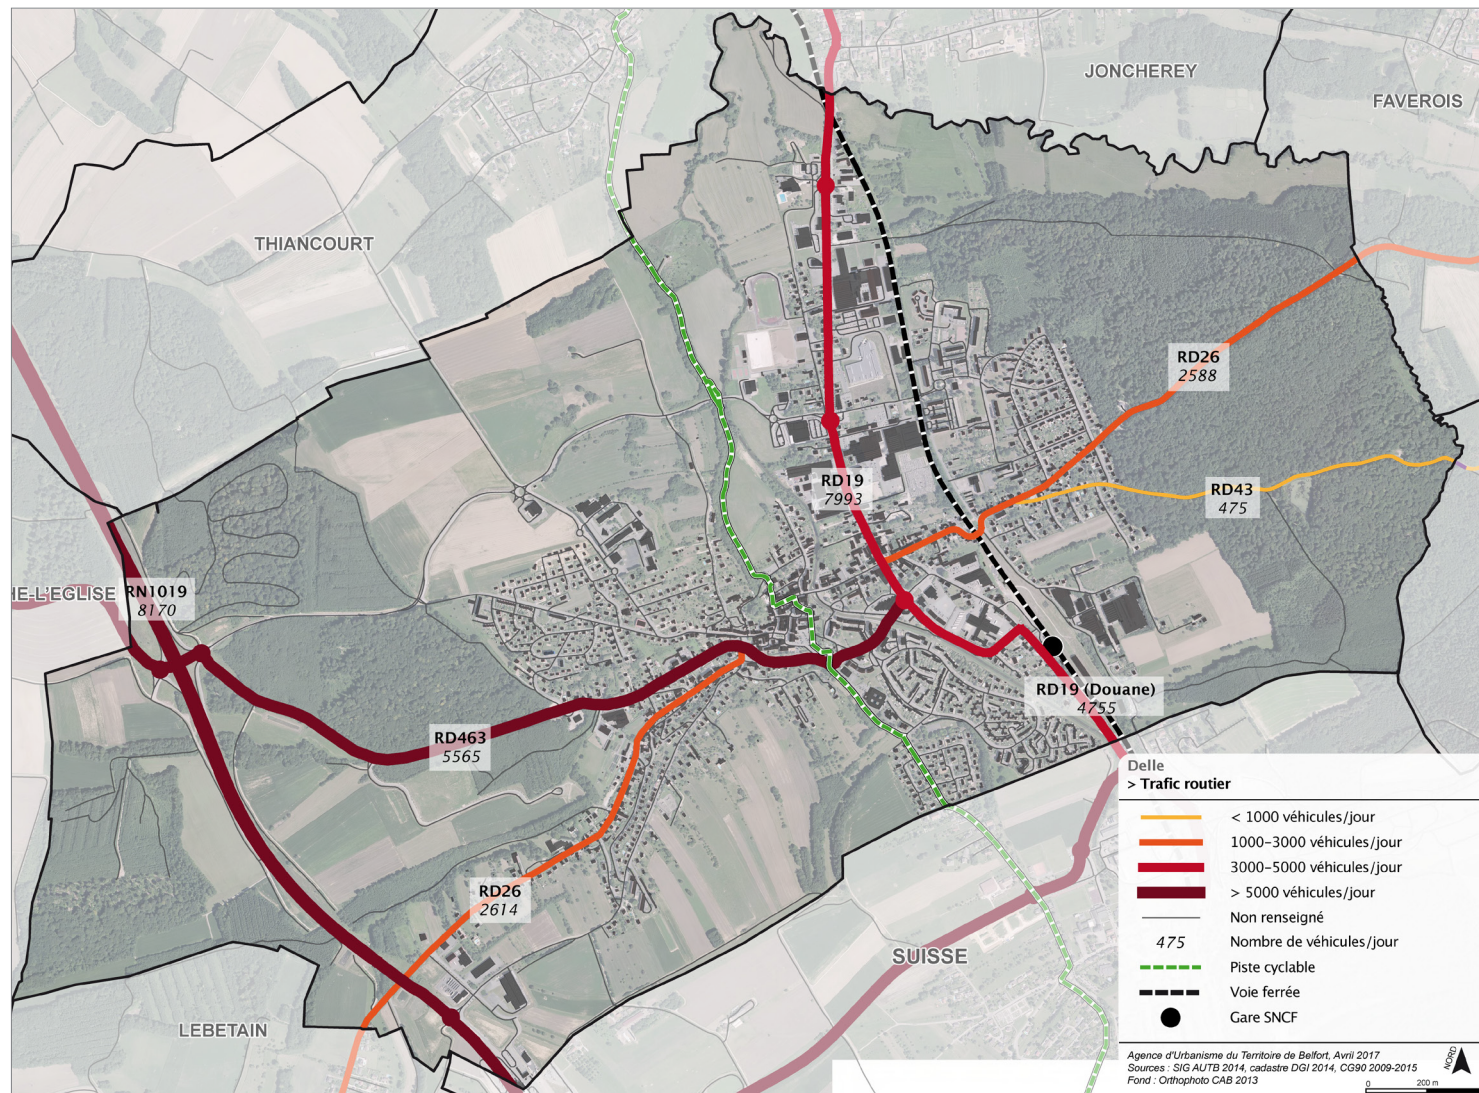 JONCHEREY
FAVEROIS
THIANCOURT
RD26
2588
RD19
7993
RD43
475
HE-L'EGLISE
RN1019
8170
RD19 (Douane)
4755
RD463
5565
RD26
2614
SUISSE
LEBETAIN
Delle
> Trafic routier
< 1000 véhicules/jour
1000-3000 véhicules/jour
3000-5000 véhicules/jour
> 5000 véhicules/jour
Non renseigné
475 Nombre de véhicules/jour
Piste cyclable
Voie ferrée
Gare SNCF
Agence d'Urbanisme du Territoire de Belfort, Avril 2017
Sources : SIG AUTB 2014, cadastre DGI 2014, CG90 2009-2015
Fond : Orthophoto CAB 2013
NORD
0 200 m